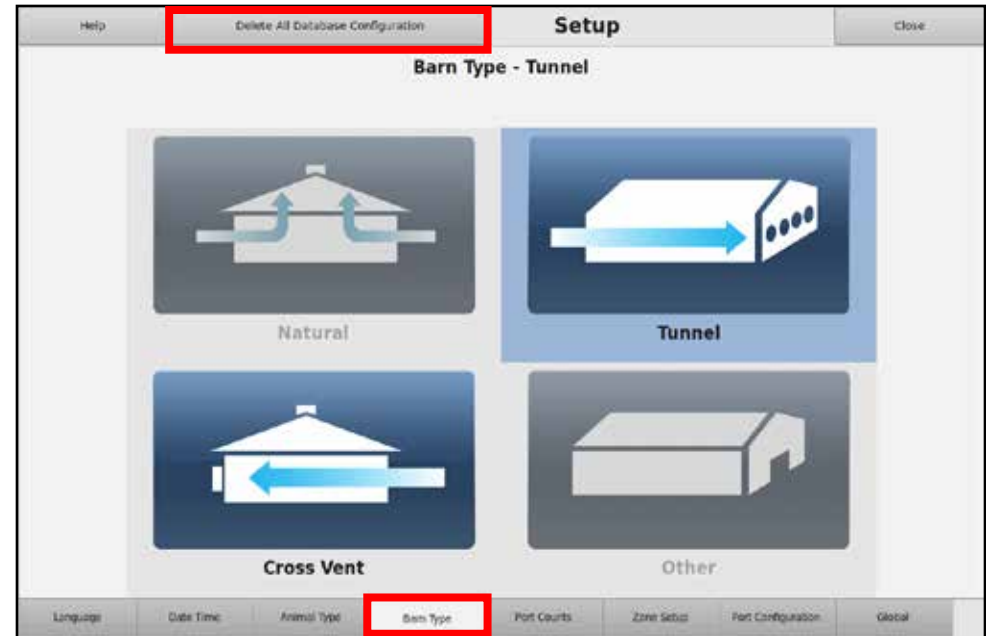 Help Delete All Database Configuration Setup Close
Barn Type - Tunnel
Natural Tunnel
Cross Vent Other
Language Date Time Animal Type Barn Type Port Counts Zone Setup Port Configuration Global